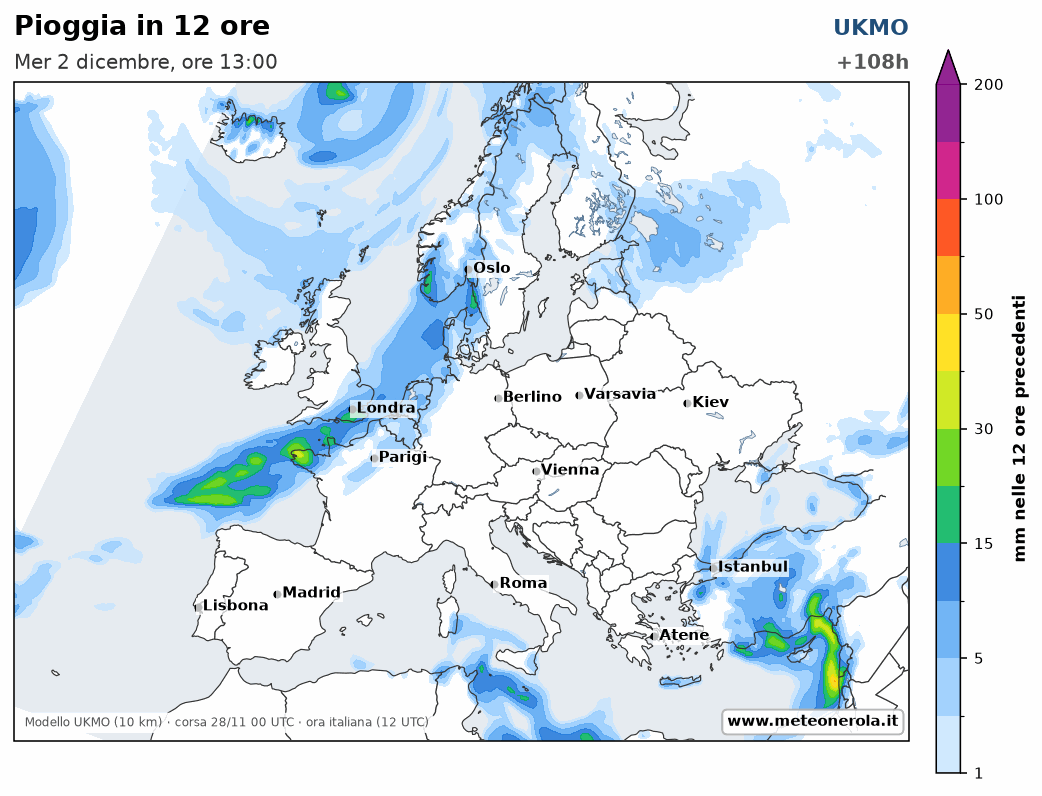 Pioggia in 12 ore
UKMO
Mer 2 dicembre, ore 13:00
+108h
200
100
50
30
15
5
1
mm nelle 12 ore precedenti
Oslo
Londra
Berlino
Varsavia
Kiev
Parigi
Vienna
Istanbul
Roma
Madrid
Lisbona
Atene
Modello UKMO (10 km) · corsa 28/11 00 UTC · ora italiana (12 UTC)
www.meteonerola.it